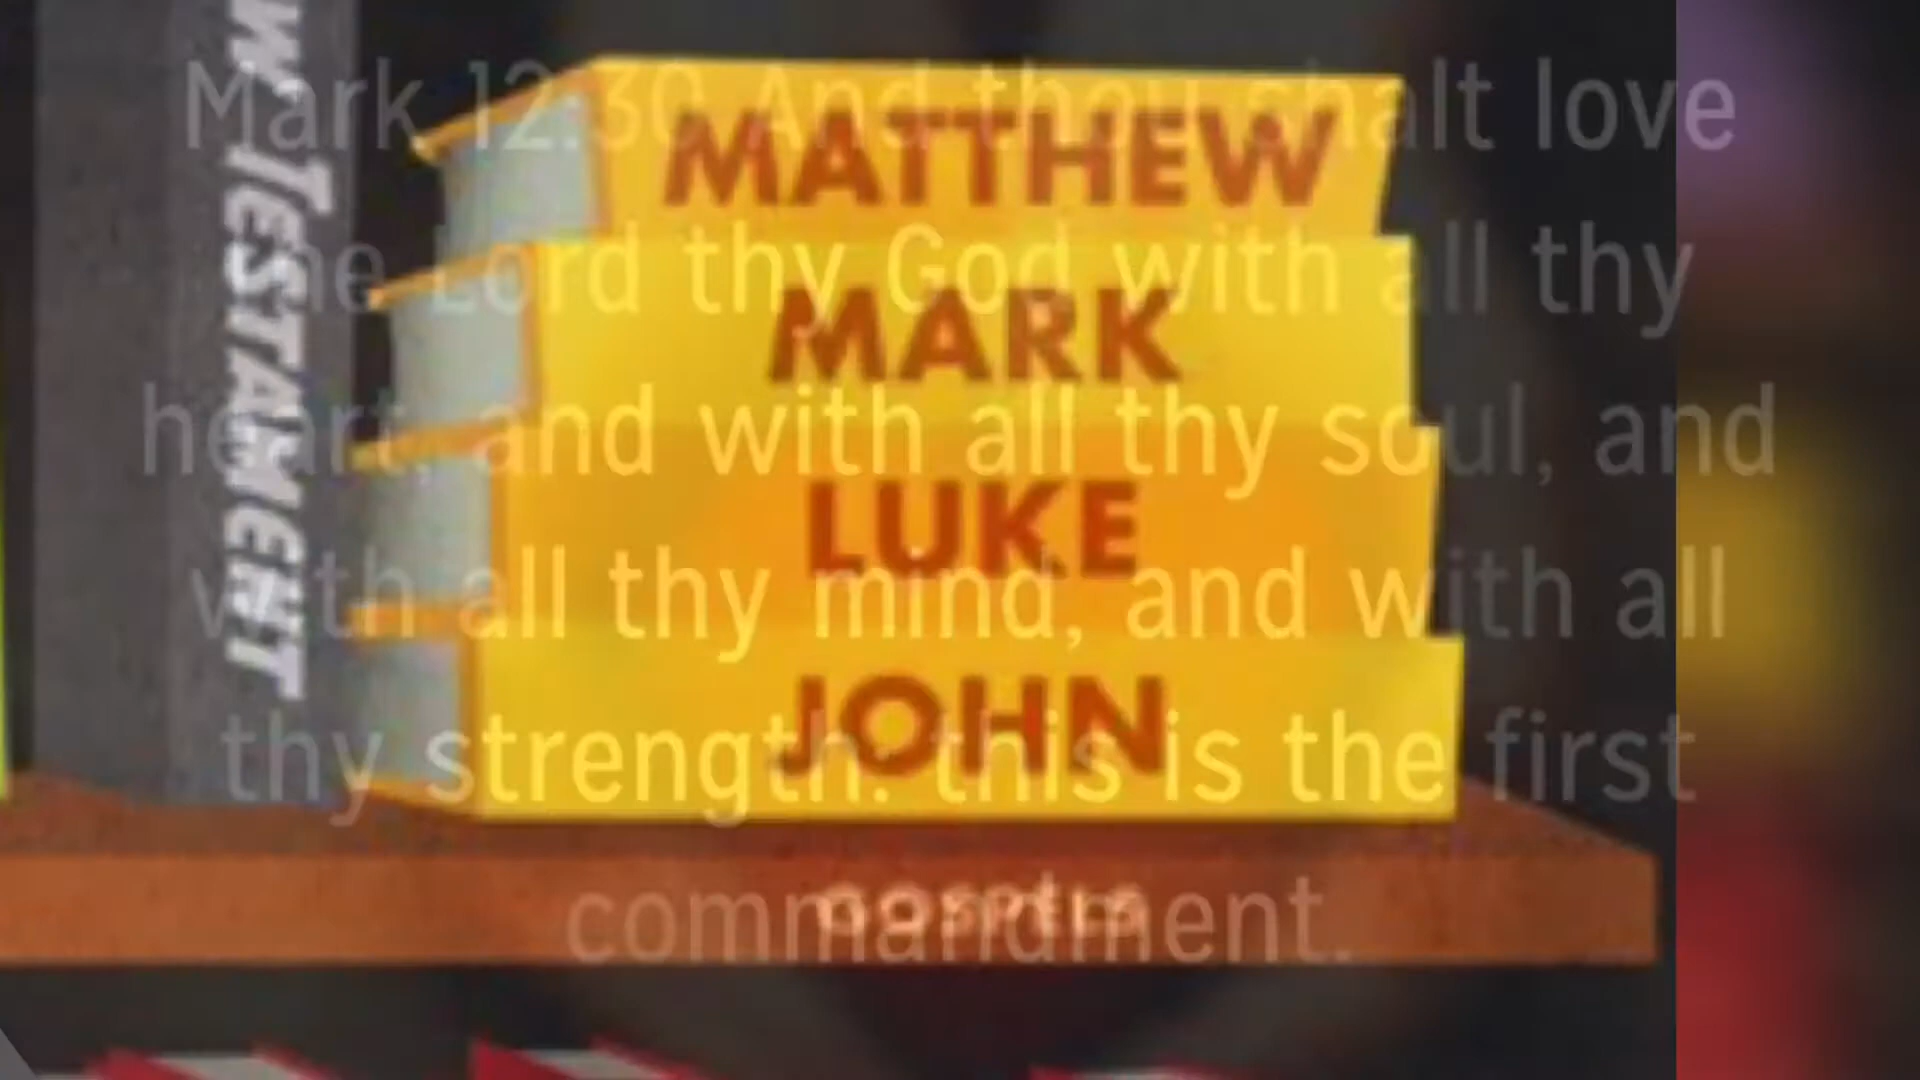 Mark 12:30 And thou shalt love
the Lord thy God with all thy
heart, and with all thy soul, and
with all thy mind, and with all
thy strength: this is the first
commandment.
W TESTAMENT
MATTHEW
MARK
LUKE
JOHN
GOSPELS